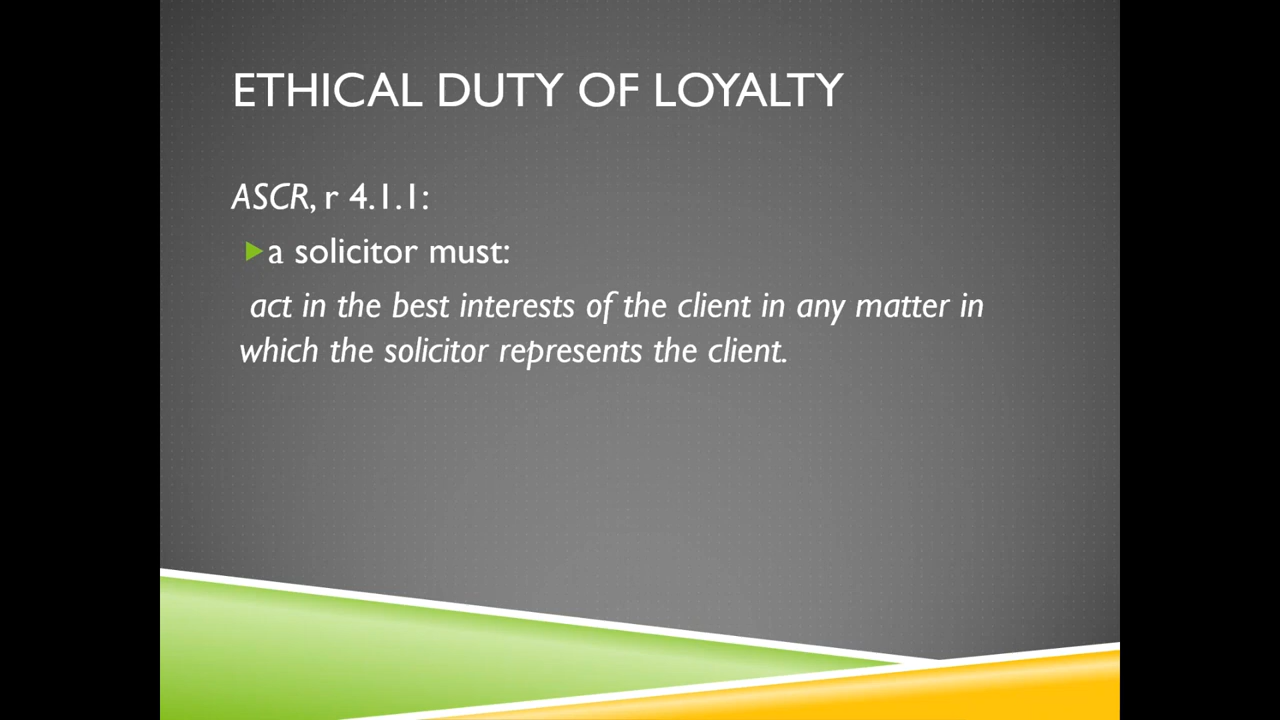 ETHICAL DUTY OF LOYALTY
ASCR, r 4.1.1:
a solicitor must:
act in the best interests of the client in any matter in
which the solicitor represents the client.